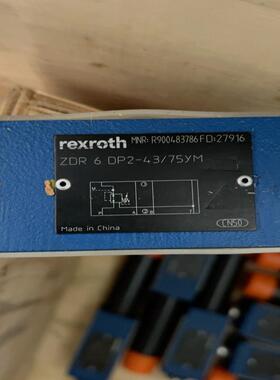 rexroth MNR: R900483786 FD:27916
ZDR 6 DP2-43/75YM
Made in China CN50